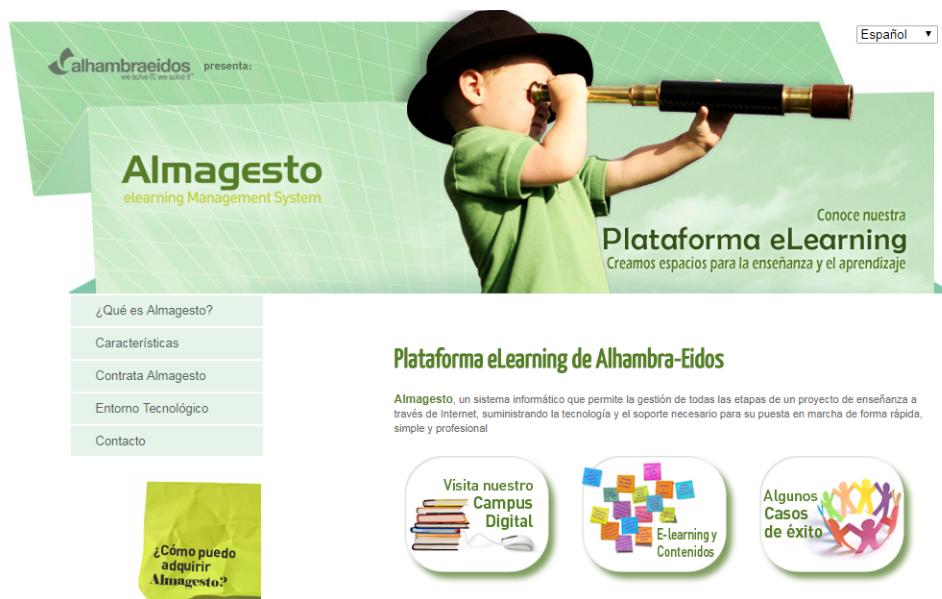 Español
alhambraeidos
we solve IT, we solve it
presenta:
Almagesto
elearning Management System
Conoce nuestra
Plataforma eLearning
Creamos espacios para la enseñanza y el aprendizaje
¿Qué es Almagesto?
Características
Contrata Almagesto
Entorno Tecnológico
Contacto
Plataforma eLearning de Alhambra-Eidos
Almagesto, un sistema informático que permite la gestión de todas las etapas de un proyecto de enseñanza a
través de Internet, suministrando la tecnología y el soporte necesario para su puesta en marcha de forma rápida,
simple y profesional
Visita nuestro
Campus
Digital
E-learning y
Contenidos
Algunos
Casos
de éxito
¿Cómo puedo
adquirir
Almagesto?